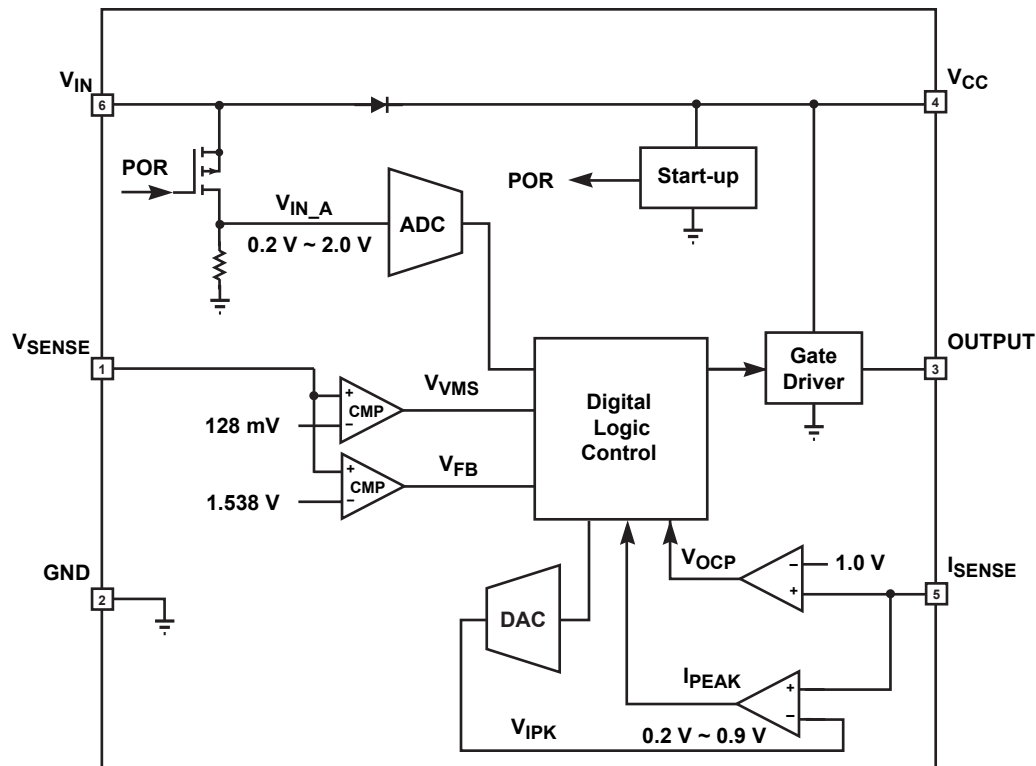 V_IN
6
V_CC
4
POR
V_IN_A
0.2 V ~ 2.0 V
ADC
POR
Start-up
V_SENSE
1
128 mV
+
–
CMP
V_VMS
1.538 V
+
–
CMP
V_FB
Digital
Logic
Control
Gate
Driver
OUTPUT
3
GND
2
DAC
V_OCP
–
+
1.0 V
I_SENSE
5
I_PEAK
+
–
V_IPK
0.2 V ~ 0.9 V